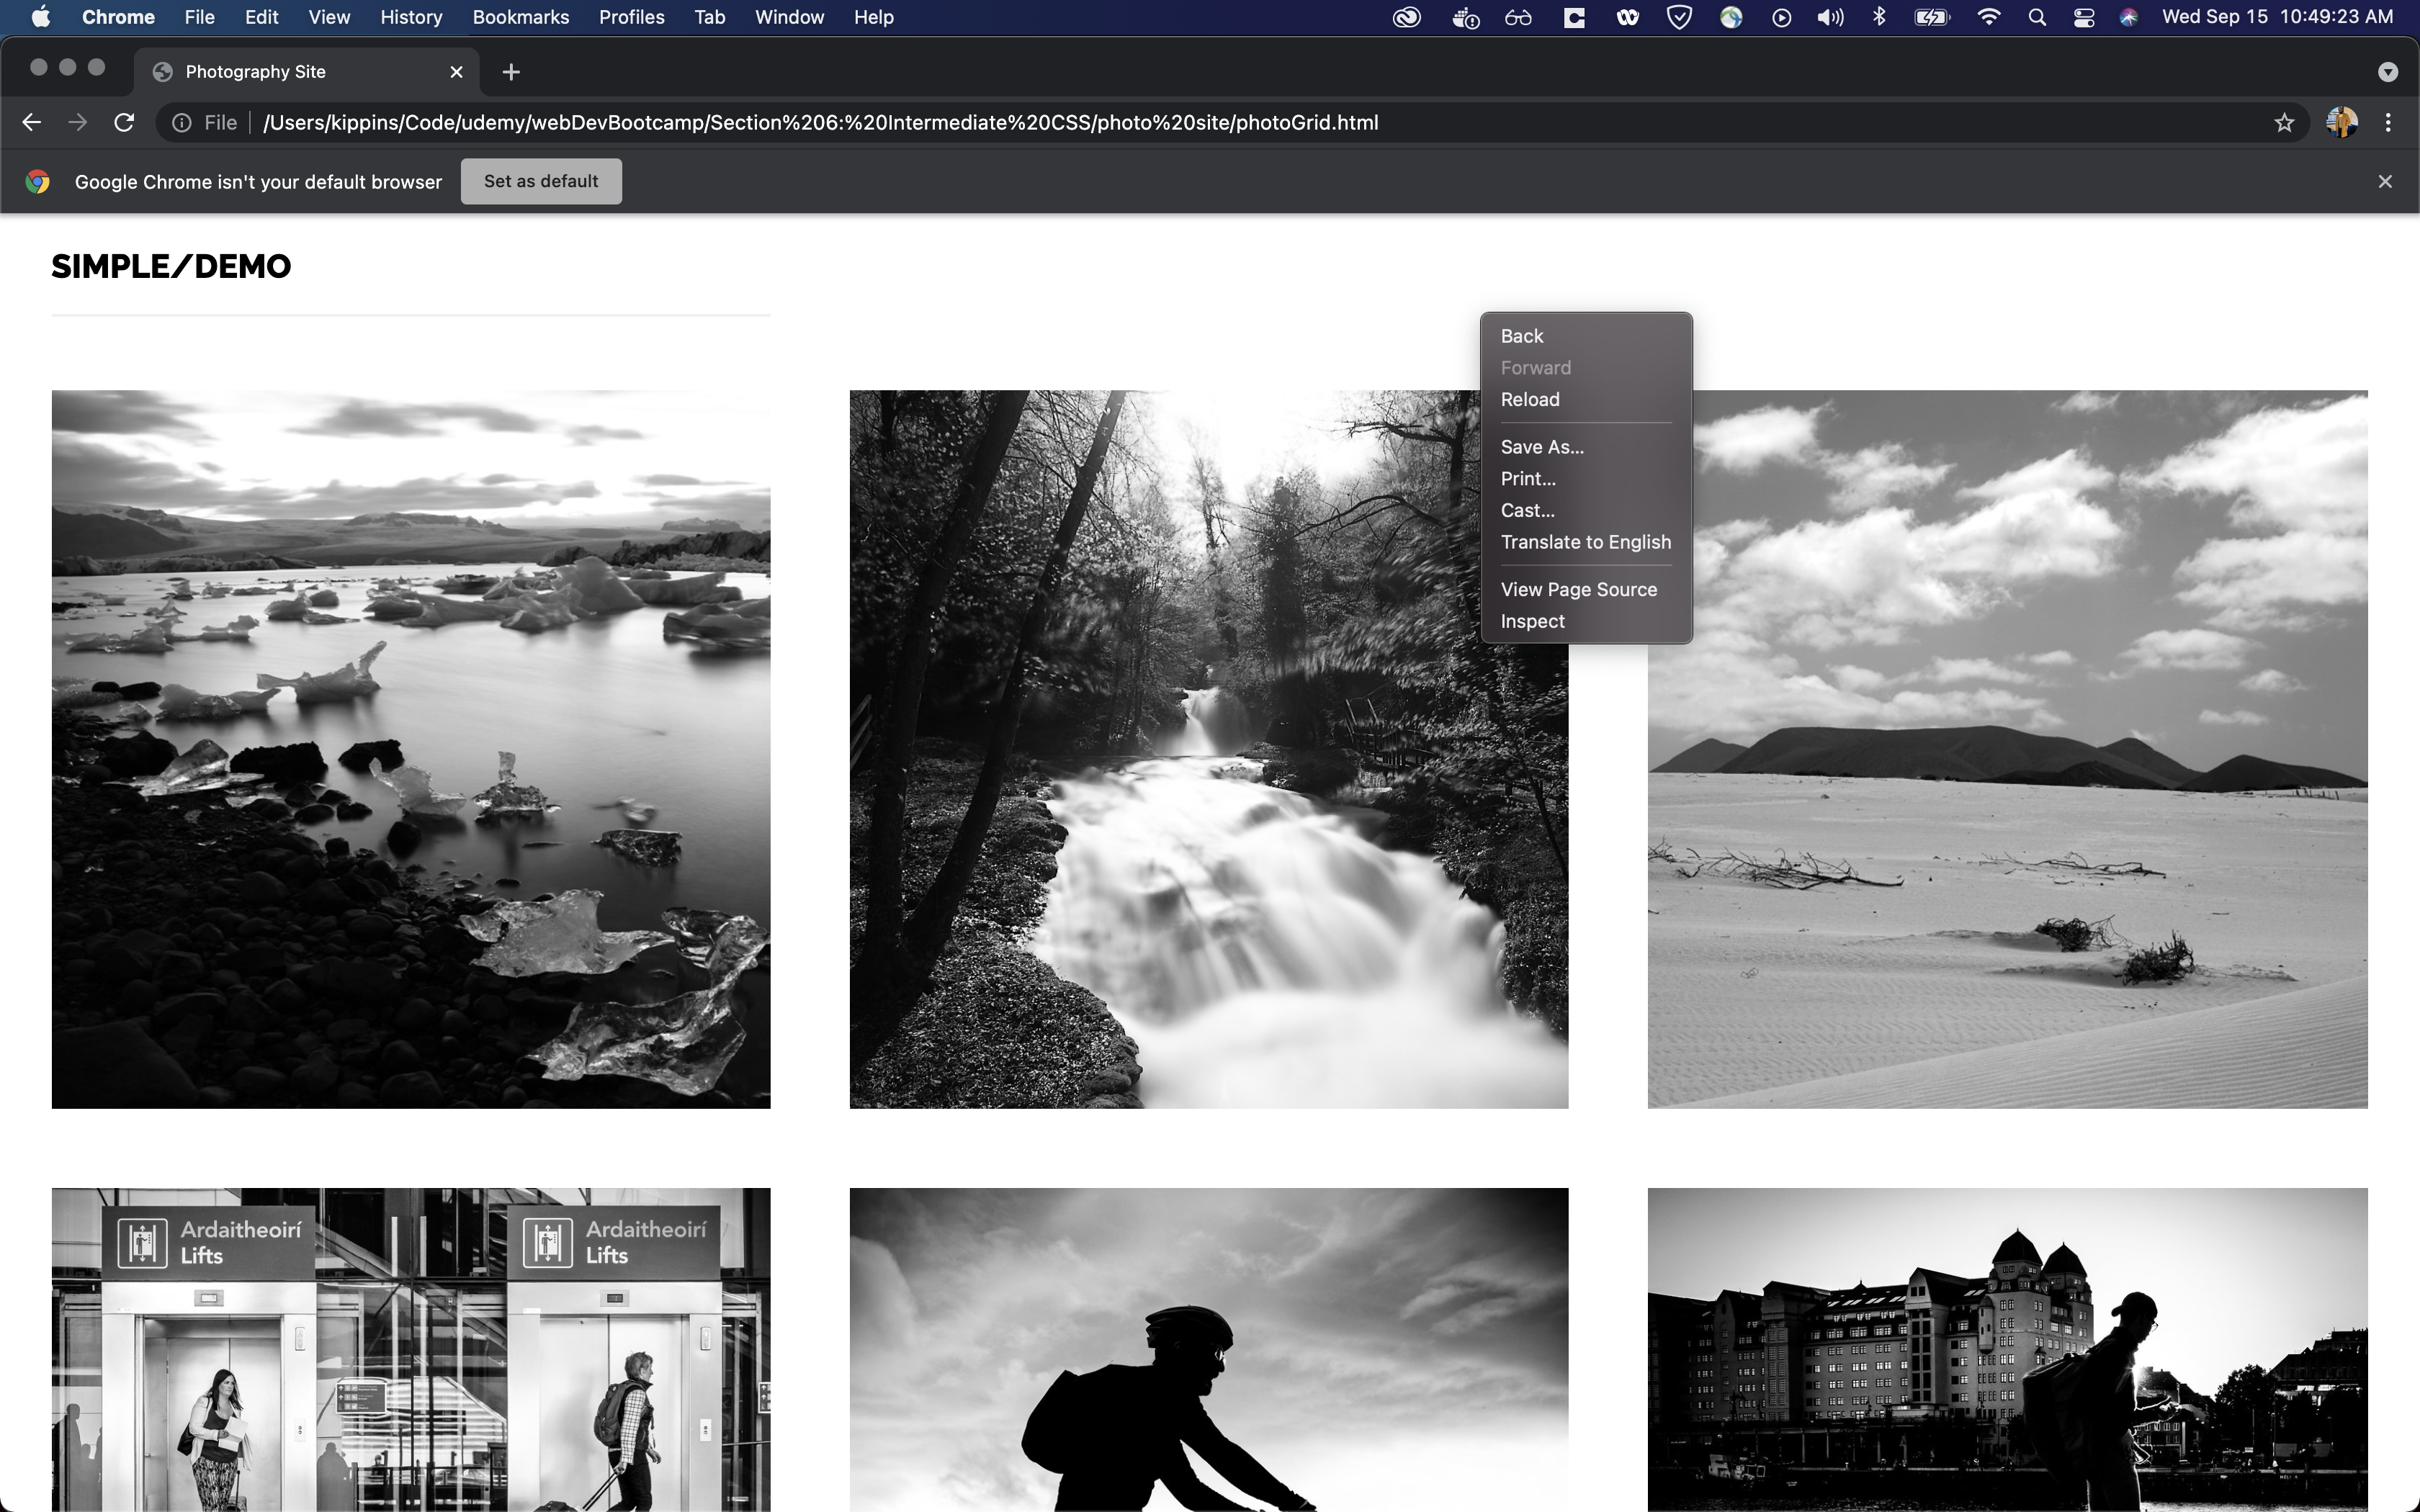 Chrome File Edit View History Bookmarks Profiles Tab Window Help Wed Sep 15 10:49:23 AM
Photography Site
File /Users/kippins/Code/udemy/webDevBootcamp/Section%206:%20Intermediate%20CSS/photo%20site/photoGrid.html
Google Chrome isn't your default browser Set as default
SIMPLE/DEMO
Back
Forward
Reload
Save As...
Print...
Cast...
Translate to English
View Page Source
Inspect
Ardaitheoirí
Lifts
Ardaitheoirí
Lifts